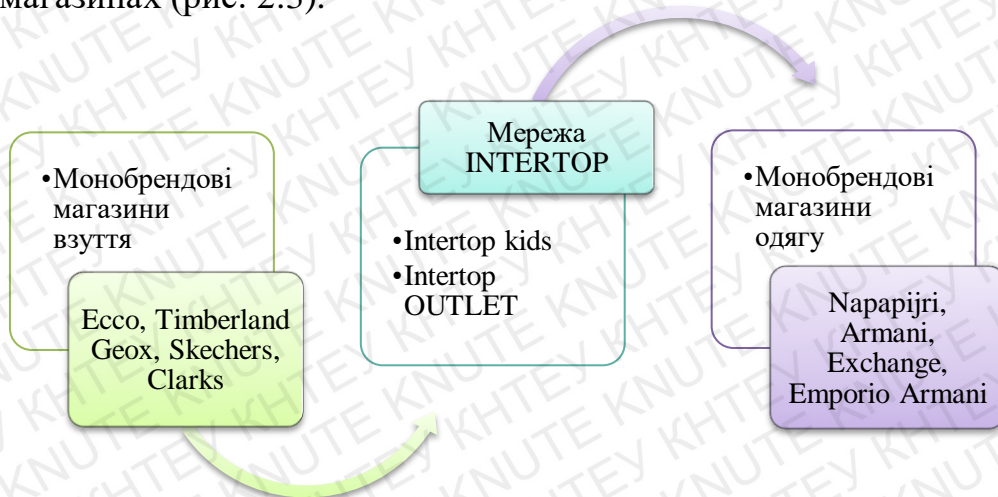 магазинах (рис. 2.3).
•Монобрендові
магазини
взуття
Ecco, Timberland
Geox, Skechers,
Clarks
Мережа
INTERTOP
•Intertop kids
•Intertop
OUTLET
•Монобрендові
магазини
одягу
Napapijri,
Armani,
Exchange,
Emporio Armani